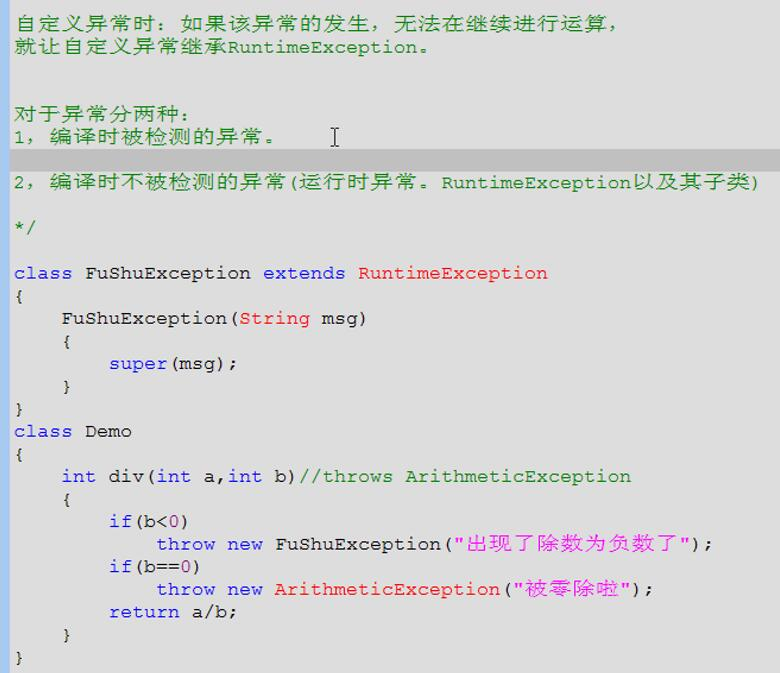 自定义异常时：如果该异常的发生，无法在继续进行运算，
就让自定义异常继承RuntimeException。
对于异常分两种：
1，编译时被检测的异常。
2，编译时不被检测的异常(运行时异常。RuntimeException以及其子类)
*/
class FuShuException extends RuntimeException
{
    FuShuException(String msg)
    {
        super(msg);
    }
}
class Demo
{
    int div(int a,int b)//throws ArithmeticException
    {
        if(b<0)
            throw new FuShuException("出现了除数为负数了");
        if(b==0)
            throw new ArithmeticException("被零除啦");
        return a/b;
    }
}